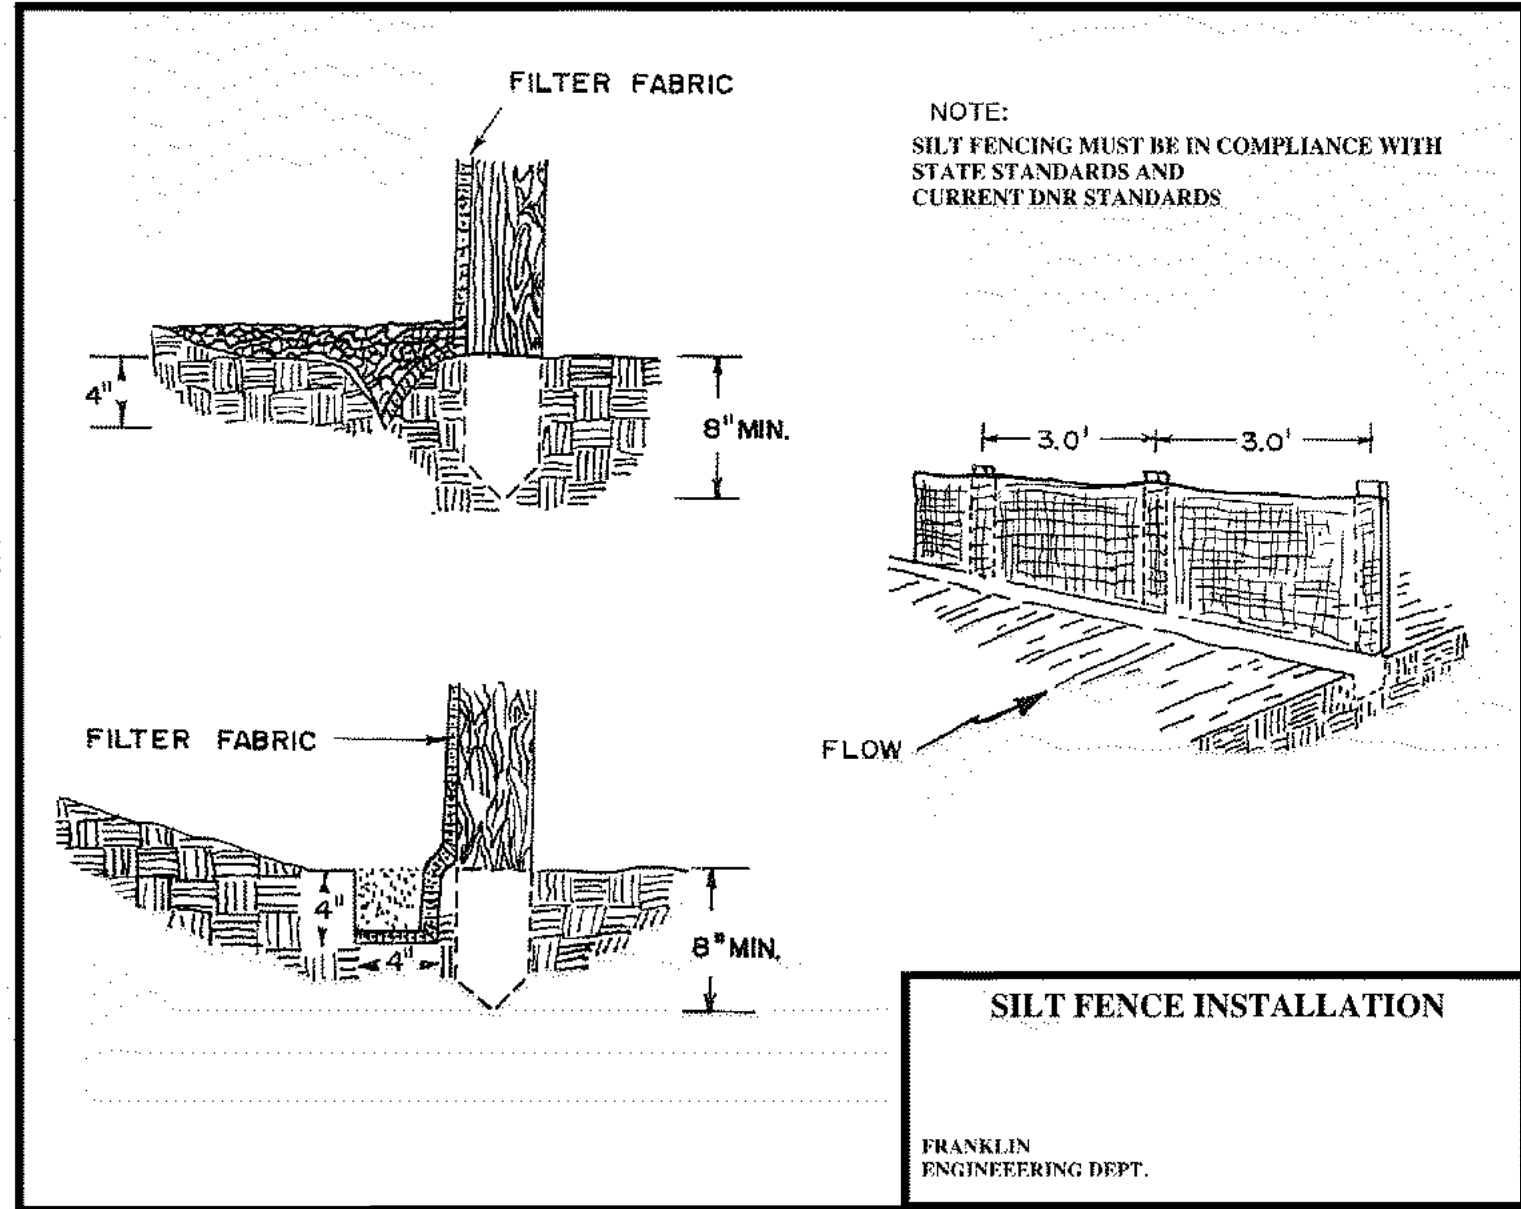 FILTER FABRIC
NOTE:
SILT FENCING MUST BE IN COMPLIANCE WITH
STATE STANDARDS AND
CURRENT DNR STANDARDS
4"
8" MIN.
3.0' 3.0'
FLOW
FILTER FABRIC
4"
4"
8" MIN.
SILT FENCE INSTALLATION
FRANKLIN
ENGINEEERING DEPT.